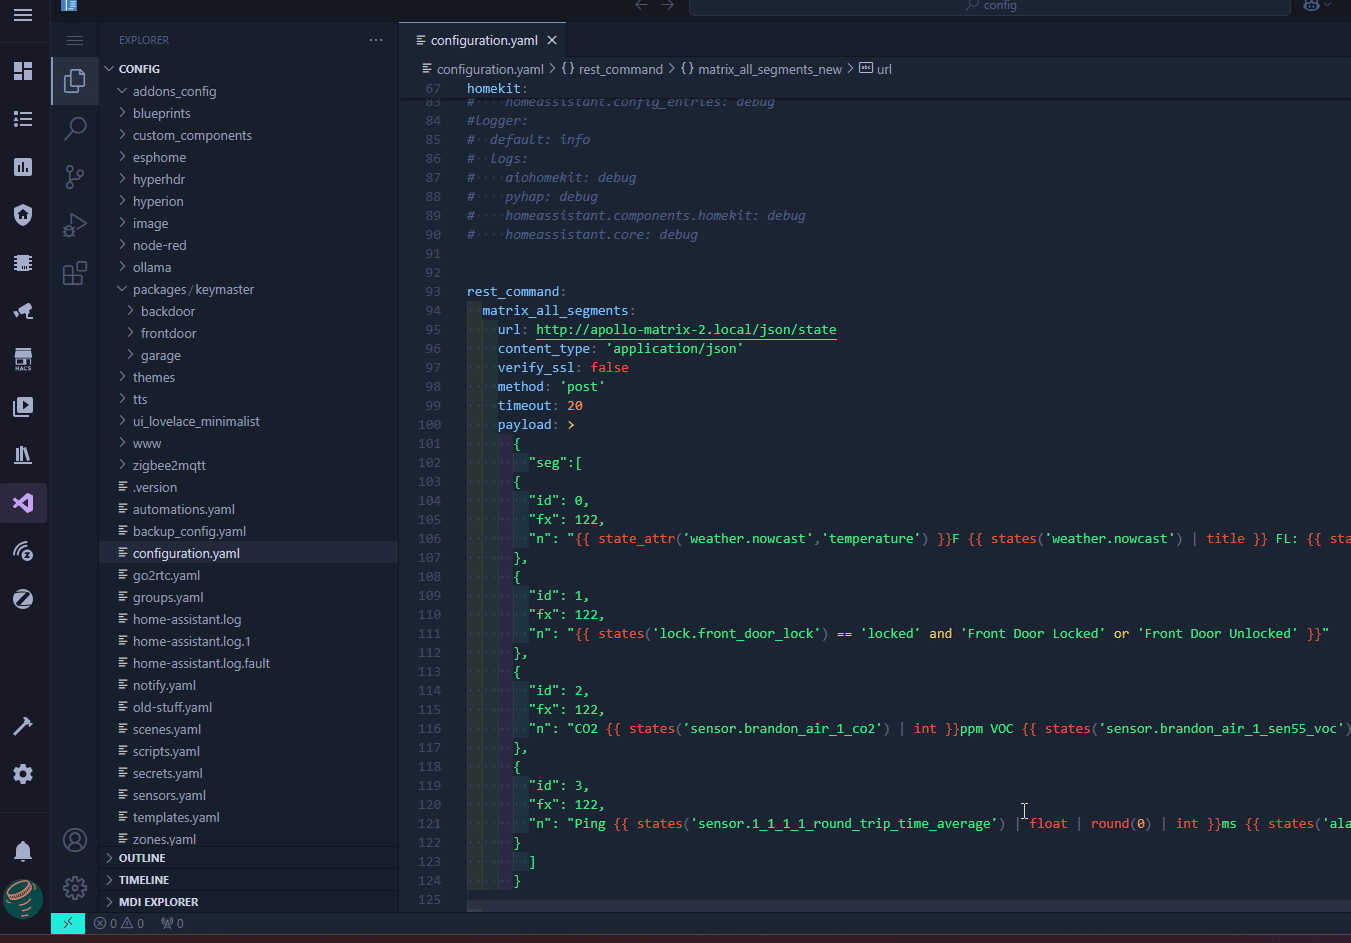 config
EXPLORER
CONFIG
addons_config
blueprints
custom_components
esphome
hyperhdr
hyperion
image
node-red
ollama
packages / keymaster
backdoor
frontdoor
garage
themes
tts
ui_lovelace_minimalist
www
zigbee2mqtt
.version
automations.yaml
backup_config.yaml
configuration.yaml
go2rtc.yaml
groups.yaml
home-assistant.log
home-assistant.log.1
home-assistant.log.fault
notify.yaml
old-stuff.yaml
scenes.yaml
scripts.yaml
secrets.yaml
sensors.yaml
templates.yaml
zones.yaml
OUTLINE
TIMELINE
MDI EXPLORER
HACS
0 0 0
configuration.yaml
configuration.yaml > {} rest_command > {} matrix_all_segments_new > abc url
67 homekit:
83 #    homeassistant.config_entries: debug
84 #logger:
85 #  default: info
86 #  logs:
87 #    aiohomekit: debug
88 #    pyhap: debug
89 #    homeassistant.components.homekit: debug
90 #    homeassistant.core: debug
91
92
93 rest_command:
94   matrix_all_segments:
95     url: http://apollo-matrix-2.local/json/state
96     content_type: 'application/json'
97     verify_ssl: false
98     method: 'post'
99     timeout: 20
100     payload: >
101       {
102         "seg":[
103       {
104         "id": 0,
105         "fx": 122,
106         "n": "{{ state_attr('weather.nowcast','temperature') }}F {{ states('weather.nowcast') | title }} FL: {{ sta
107       },
108       {
109         "id": 1,
110         "fx": 122,
111         "n": "{{ states('lock.front_door_lock') == 'locked' and 'Front Door Locked' or 'Front Door Unlocked' }}"
112       },
113       {
114         "id": 2,
115         "fx": 122,
116         "n": "CO2 {{ states('sensor.brandon_air_1_co2') | int }}ppm VOC {{ states('sensor.brandon_air_1_sen55_voc')
117       },
118       {
119         "id": 3,
120         "fx": 122,
121         "n": "Ping {{ states('sensor.1_1_1_1_round_trip_time_average') | float | round(0) | int }}ms {{ states('ala
122       }
123         ]
124       }
125